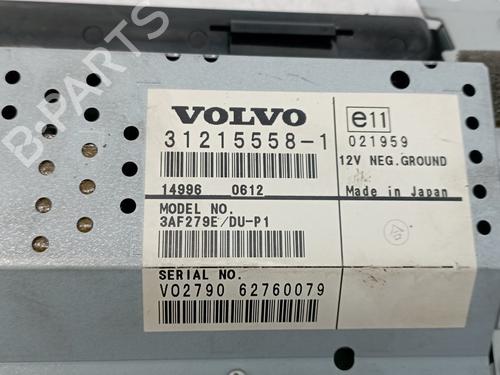 VOLVO
31215558-1
e11
021959
12V NEG.GROUND
14996 0612
Made in Japan
MODEL NO.
3AF279E/DU-P1
SERIAL NO.
VO2790 62760079
B-PARTS